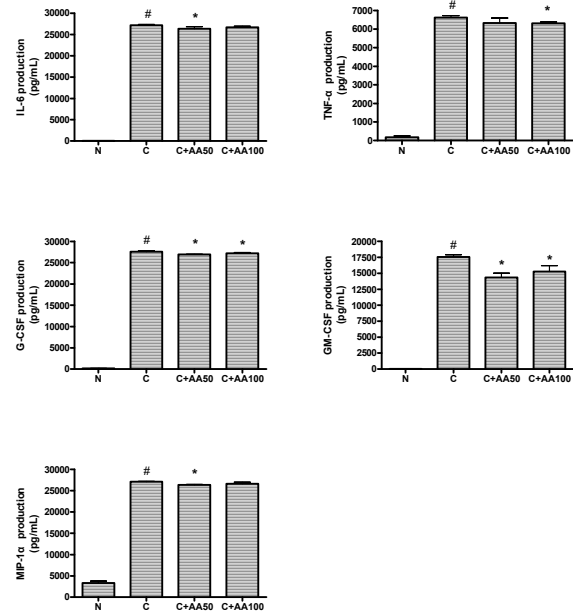 IL-6 production
(pg/mL)
30000
25000
20000
15000
10000
5000
0
#
*
N
C
C+AA50
C+AA100
TNF-α production
(pg/mL)
7000
6000
5000
4000
3000
2000
1000
0
#
*
N
C
C+AA50
C+AA100
G-CSF production
(pg/mL)
30000
25000
20000
15000
10000
5000
0
#
*
*
N
C
C+AA50
C+AA100
GM-CSF production
(pg/mL)
20000
17500
15000
12500
10000
7500
5000
2500
0
#
*
*
N
C
C+AA50
C+AA100
MIP-1α production
(pg/mL)
30000
25000
20000
15000
10000
5000
0
#
*
N
C
C+AA50
C+AA100